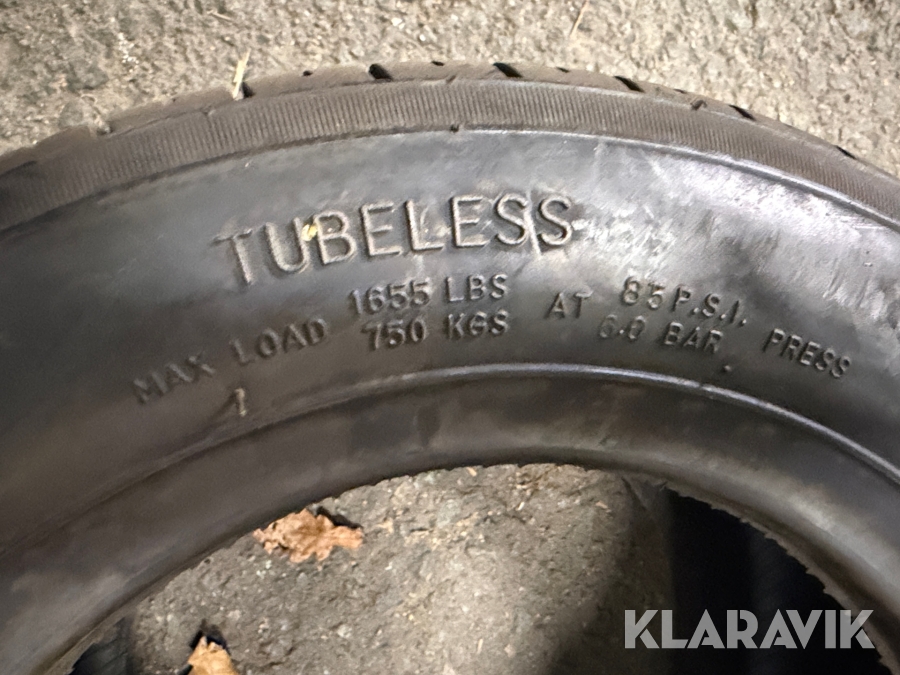 TUBELESS
MAX LOAD 1655 LBS AT 85 P.S.I. PRESS
750 KGS 6.0 BAR
KLARAVIK